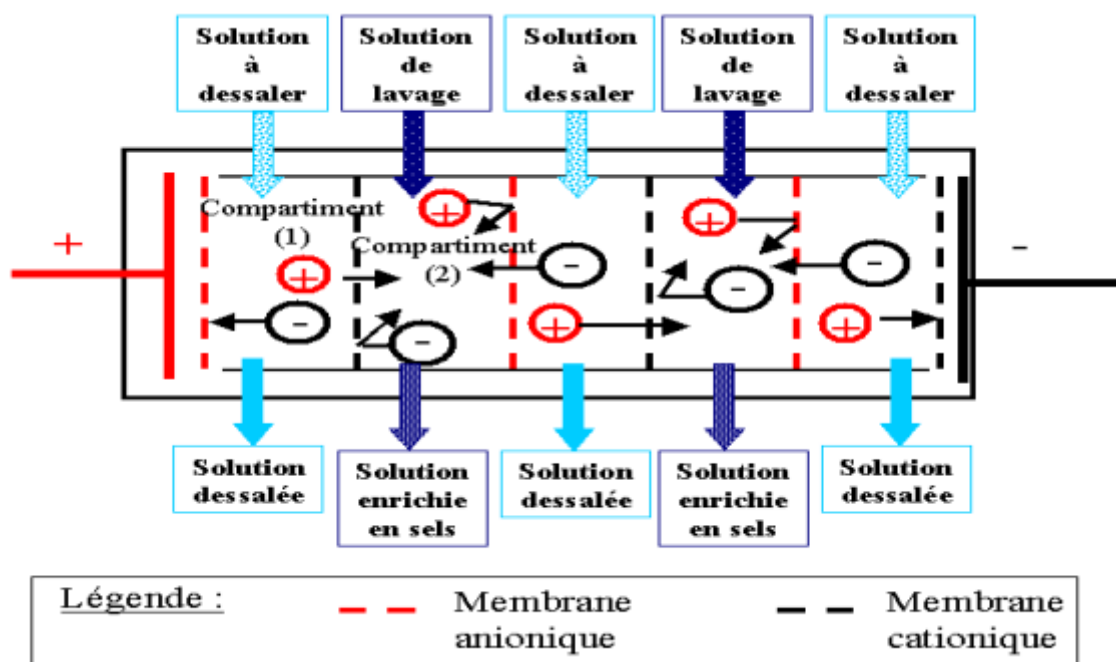 Solution
à
dessaler
Solution
de
lavage
Solution
à
dessaler
Solution
de
lavage
Solution
à
dessaler
+
Compartiment
(1)
+
-
+
Compartiment
(2)
-
-
+
+
-
-
+
-
Solution
dessalée
Solution
enrichie
en sels
Solution
dessalée
Solution
enrichie
en sels
Solution
dessalée
Légende :
Membrane
anionique
Membrane
cationique